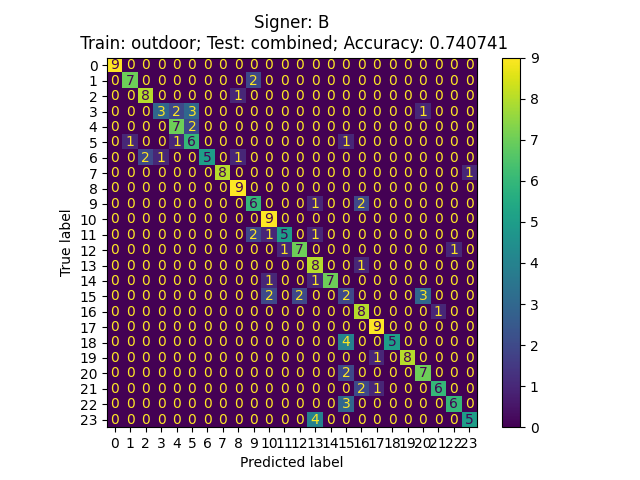 Signer: B
Train: outdoor; Test: combined; Accuracy: 0.740741
True label
0 9 0 0 0 0 0 0 0 0 0 0 0 0 0 0 0 0 0 0 0 0 0 0 0
1 0 7 0 0 0 0 0 0 0 2 0 0 0 0 0 0 0 0 0 0 0 0 0 0
2 0 0 8 0 0 0 0 0 1 0 0 0 0 0 0 0 0 0 0 0 0 0 0 0
3 0 0 0 3 2 3 0 0 0 0 0 0 0 0 0 0 0 0 0 0 1 0 0 0
4 0 0 0 0 7 2 0 0 0 0 0 0 0 0 0 0 0 0 0 0 0 0 0 0
5 0 1 0 0 1 6 0 0 0 0 0 0 0 0 0 1 0 0 0 0 0 0 0 0
6 0 0 2 1 0 0 5 0 1 0 0 0 0 0 0 0 0 0 0 0 0 0 0 0
7 0 0 0 0 0 0 0 8 0 0 0 0 0 0 0 0 0 0 0 0 0 0 0 1
8 0 0 0 0 0 0 0 0 9 0 0 0 0 0 0 0 0 0 0 0 0 0 0 0
9 0 0 0 0 0 0 0 0 0 6 0 0 0 1 0 0 2 0 0 0 0 0 0 0
10 0 0 0 0 0 0 0 0 0 0 9 0 0 0 0 0 0 0 0 0 0 0 0 0
11 0 0 0 0 0 0 0 0 0 2 1 5 0 1 0 0 0 0 0 0 0 0 0 0
12 0 0 0 0 0 0 0 0 0 0 0 1 7 0 0 0 0 0 0 0 0 0 1 0
13 0 0 0 0 0 0 0 0 0 0 0 0 0 8 0 0 1 0 0 0 0 0 0 0
14 0 0 0 0 0 0 0 0 0 0 1 0 0 1 7 0 0 0 0 0 0 0 0 0
15 0 0 0 0 0 0 0 0 0 0 2 0 2 0 0 2 0 0 0 0 3 0 0 0
16 0 0 0 0 0 0 0 0 0 0 0 0 0 0 0 0 8 0 0 0 0 1 0 0
17 0 0 0 0 0 0 0 0 0 0 0 0 0 0 0 0 0 9 0 0 0 0 0 0
18 0 0 0 0 0 0 0 0 0 0 0 0 0 0 0 4 0 0 5 0 0 0 0 0
19 0 0 0 0 0 0 0 0 0 0 0 0 0 0 0 0 0 1 0 8 0 0 0 0
20 0 0 0 0 0 0 0 0 0 0 0 0 0 0 0 2 0 0 0 0 7 0 0 0
21 0 0 0 0 0 0 0 0 0 0 0 0 0 0 0 0 2 1 0 0 0 6 0 0
22 0 0 0 0 0 0 0 0 0 0 0 0 0 0 0 3 0 0 0 0 0 0 6 0
23 0 0 0 0 0 0 0 0 0 0 0 0 0 4 0 0 0 0 0 0 0 0 0 5
0 1 2 3 4 5 6 7 8 9 10 11 12 13 14 15 16 17 18 19 20 21 22 23
Predicted label
9
8
7
6
5
4
3
2
1
0